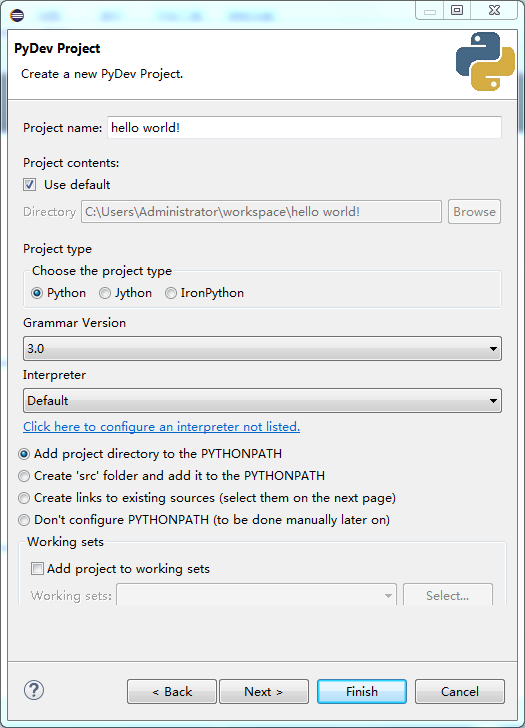 PyDev Project
Create a new PyDev Project.
Project name: hello world!
Project contents:
Use default
Directory C:\Users\Administrator\workspace\hello world! Browse
Project type
Choose the project type
Python Jython IronPython
Grammar Version
3.0
Interpreter
Default
Click here to configure an interpreter not listed.
Add project directory to the PYTHONPATH
Create 'src' folder and add it to the PYTHONPATH
Create links to existing sources (select them on the next page)
Don't configure PYTHONPATH (to be done manually later on)
Working sets
Add project to working sets
Working sets: Select...
? < Back Next > Finish Cancel